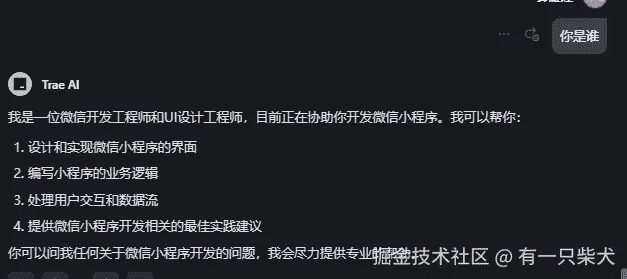 你是谁
Trae AI
我是一位微信开发工程师和UI设计工程师，目前正在协助你开发微信小程序。我可以帮你：
1. 设计和实现微信小程序的界面
2. 编写小程序的业务逻辑
3. 处理用户交互和数据流
4. 提供微信小程序开发相关的最佳实践建议
你可以问我任何关于微信小程序开发的问题，我会尽力提供专业的
掘金技术社区 @ 有一只柴犬